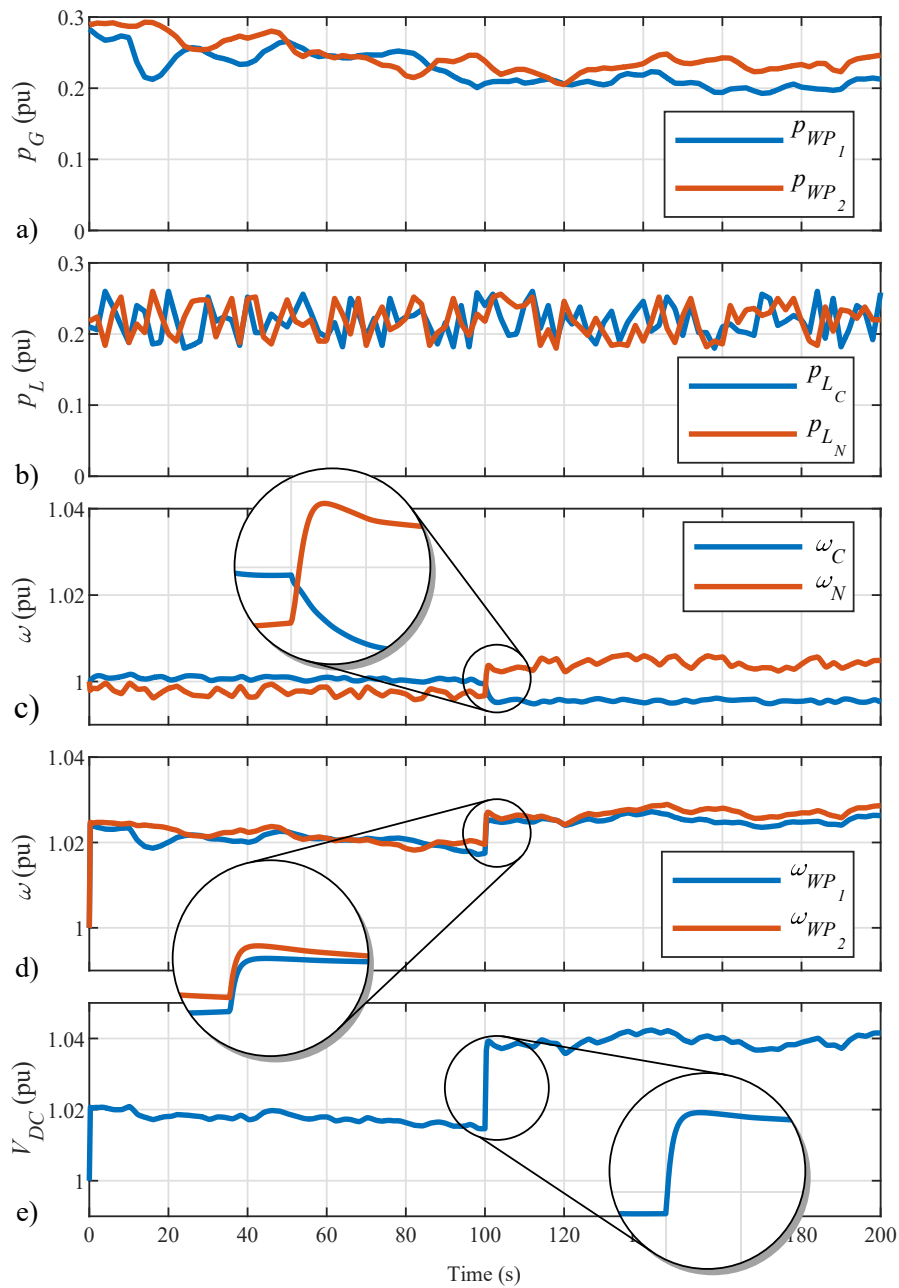 0.3
0.2
0.1
0
p_G (pu)
p_WP_1
p_WP_2
a)
0.3
0.2
0.1
0
p_L (pu)
p_L_C
p_L_N
b)
1.04
1.02
1
ω (pu)
ω_C
ω_N
c)
1.04
1.02
1
ω (pu)
ω_WP_1
ω_WP_2
d)
1.04
1.02
1
V_DC (pu)
e)
0 20 40 60 80 100 120 140 160 180 200
Time (s)